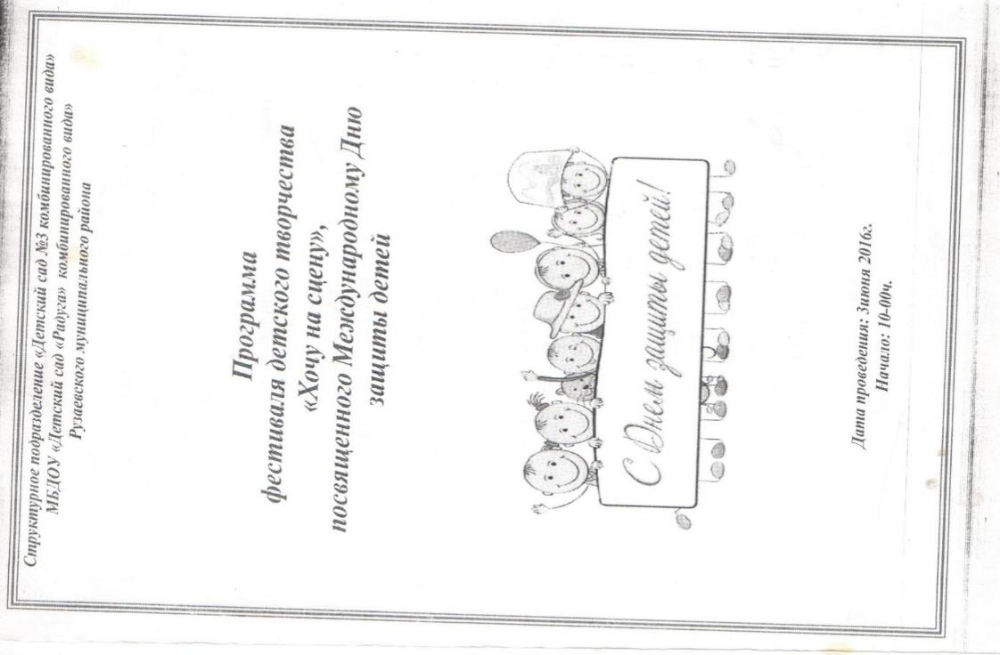 Структурное подразделение «Детский сад №3 комбинированного вида»
МБДОУ «Детский сад «Радуга» комбинированного вида»
Рузаевского муниципального района
Программа
фестиваля детского творчества
«Хочу на сцену»,
посвященного Международному Дню
защиты детей
С Днем защиты детей!
Дата проведения: 3июня 2016г.
Начало: 10-00ч.